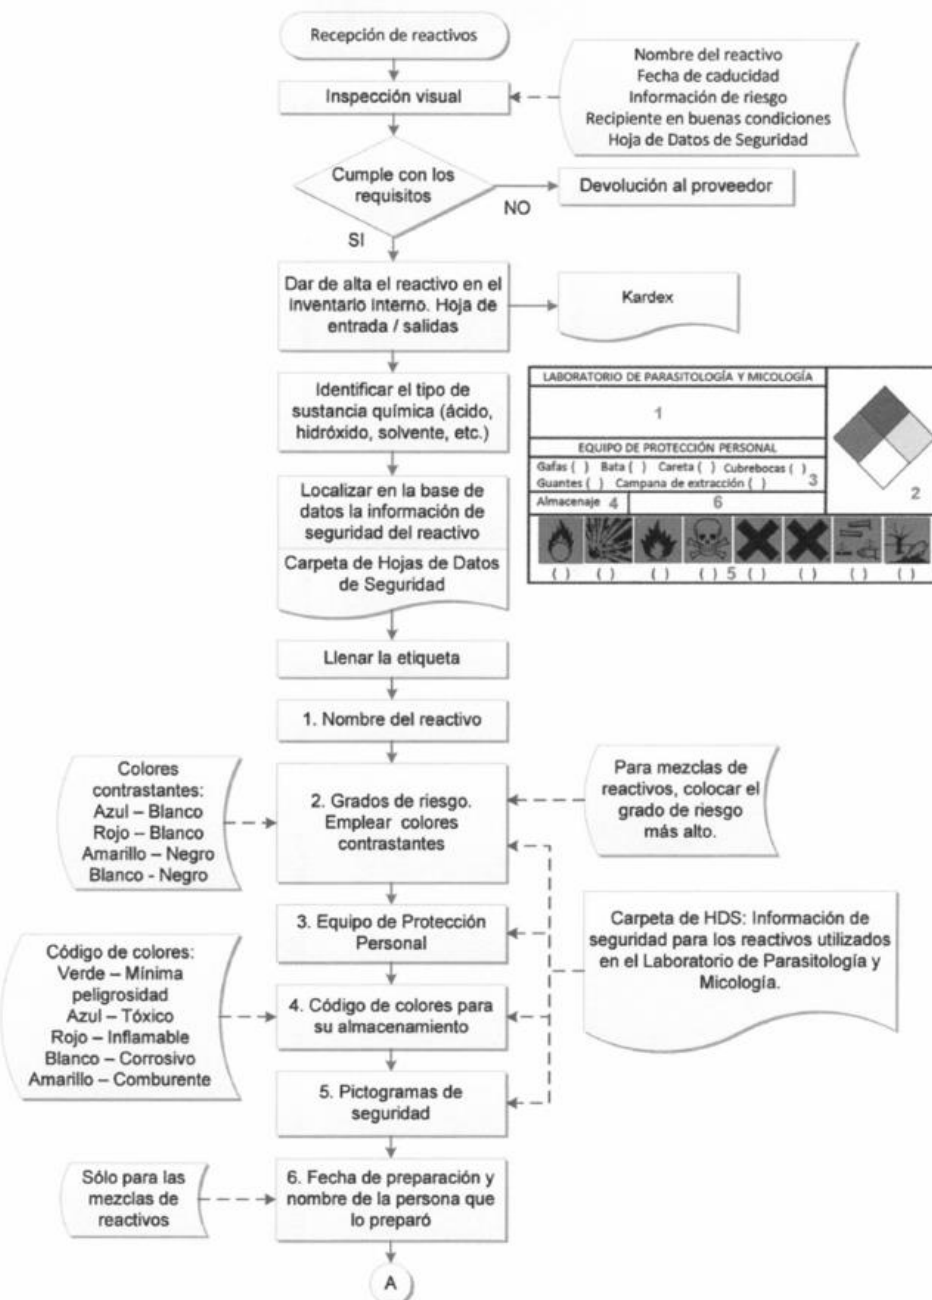 Recepción de reactivos
Inspección visual
Nombre del reactivo
Fecha de caducidad
Información de riesgo
Recipiente en buenas condiciones
Hoja de Datos de Seguridad
Cumple con los
requisitos
NO
Devolución al proveedor
SI
Dar de alta el reactivo en el
inventario interno. Hoja de
entrada / salidas
Kardex
Identificar el tipo de
sustancia química (ácido,
hidróxido, solvente, etc.)
LABORATORIO DE PARASITOLOGÍA Y MICOLOGÍA
1
2
EQUIPO DE PROTECCIÓN PERSONAL
Gafas ( ) Bata ( ) Careta ( ) Cubrebocas ( )
Guantes ( ) Campana de extracción ( ) 3
Almacenaje 4 6
( ) ( ) ( ) ( ) 5 ( ) ( ) ( ) ( )
Localizar en la base de
datos la información de
seguridad del reactivo
Carpeta de Hojas de Datos
de Seguridad
Llenar la etiqueta
1. Nombre del reactivo
Colores
contrastantes:
Azul – Blanco
Rojo – Blanco
Amarillo – Negro
Blanco - Negro
2. Grados de riesgo.
Emplear colores
contrastantes
Para mezclas de
reactivos, colocar el
grado de riesgo
más alto.
3. Equipo de Protección
Personal
Carpeta de HDS: Información de
seguridad para los reactivos utilizados
en el Laboratorio de Parasitología y
Micología.
Código de colores:
Verde – Mínima
peligrosidad
Azul – Tóxico
Rojo – Inflamable
Blanco – Corrosivo
Amarillo – Comburente
4. Código de colores para
su almacenamiento
5. Pictogramas de
seguridad
Sólo para las
mezclas de
reactivos
6. Fecha de preparación y
nombre de la persona que
lo preparó
A